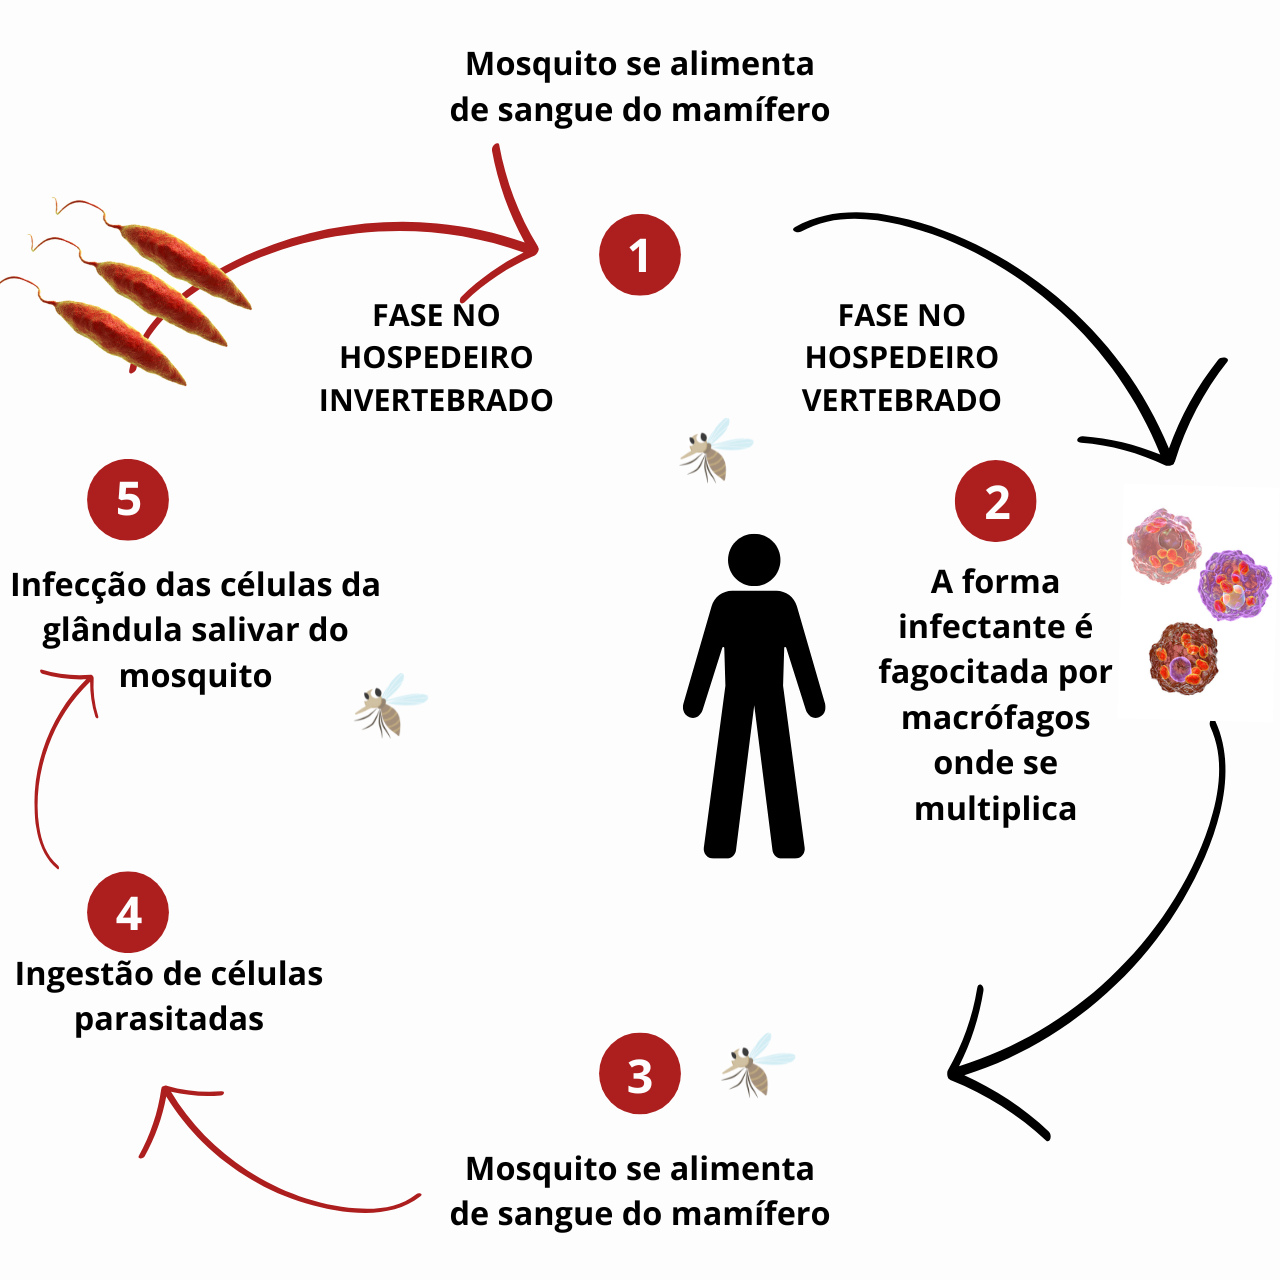 Mosquito se alimenta
de sangue do mamífero
1
FASE NO
HOSPEDEIRO
INVERTEBRADO
FASE NO
HOSPEDEIRO
VERTEBRADO
2
A forma
infectante é
fagocitada por
macrófagos
onde se
multiplica
3
Mosquito se alimenta
de sangue do mamífero
4
Ingestão de células
parasitadas
5
Infecção das células da
glândula salivar do
mosquito